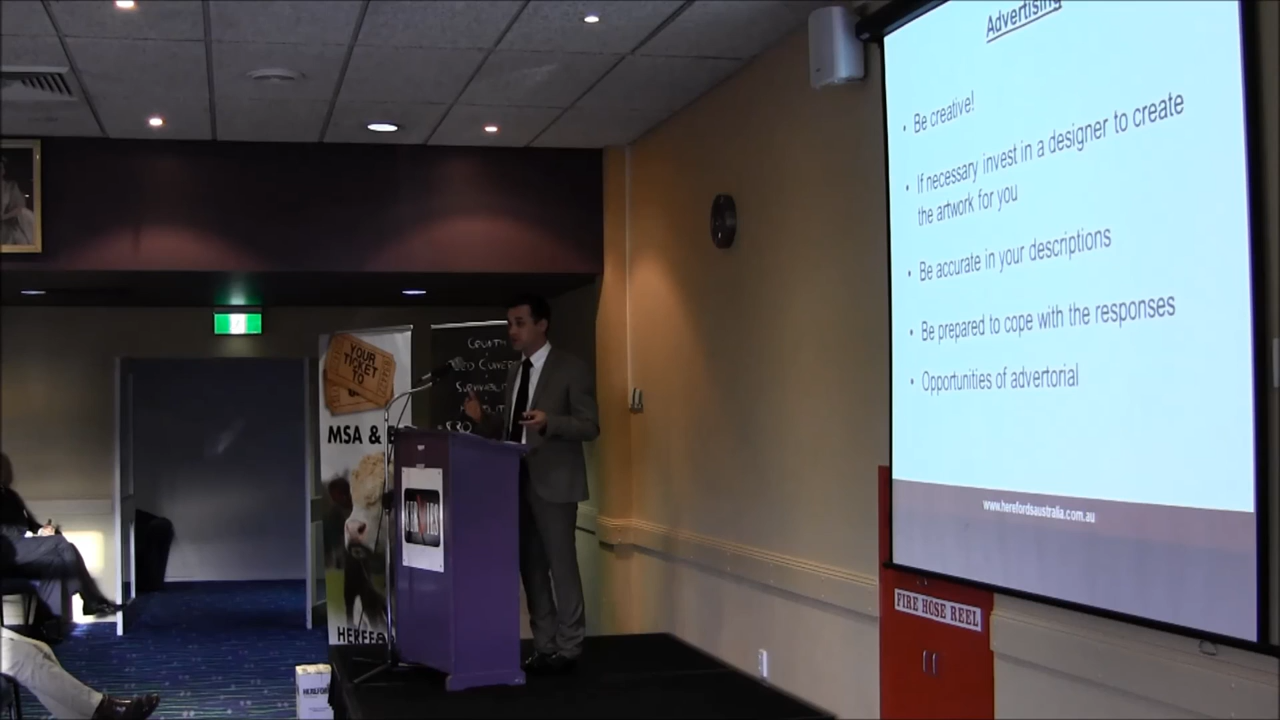 Advertising
• Be creative!
• If necessary invest in a designer to create
the artwork for you
• Be accurate in your descriptions
• Be prepared to cope with the responses
• Opportunities of advertorial
www.herefordsaustralia.com.au
FIRE HOSE REEL
YOUR
TICKET
TO
MSA &